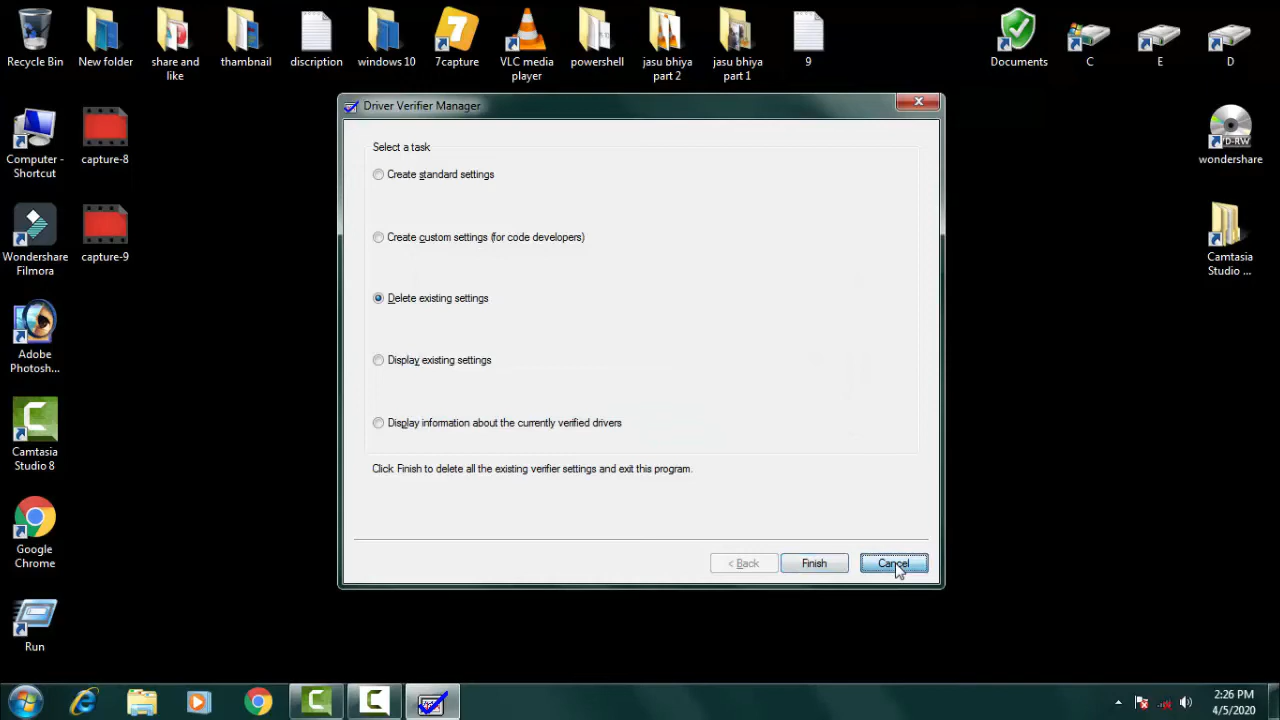 Recycle Bin
New folder
share and
like
thumbnail
discription
windows 10
7
7capture
VLC media
player
powershell
jasu bhiya
part 2
jasu bhiya
part 1
9
Documents
C
E
D
Computer -
Shortcut
capture-8
D-RW
wondershare
Wondershare
Filmora
capture-9
Camtasia
Studio ...
Adobe
Photosh...
Camtasia
Studio 8
Google
Chrome
Run
Driver Verifier Manager
Select a task
Create standard settings
Create custom settings (for code developers)
Delete existing settings
Display existing settings
Display information about the currently verified drivers
Click Finish to delete all the existing verifier settings and exit this program.
< Back
Finish
Cancel
2:26 PM
4/5/2020